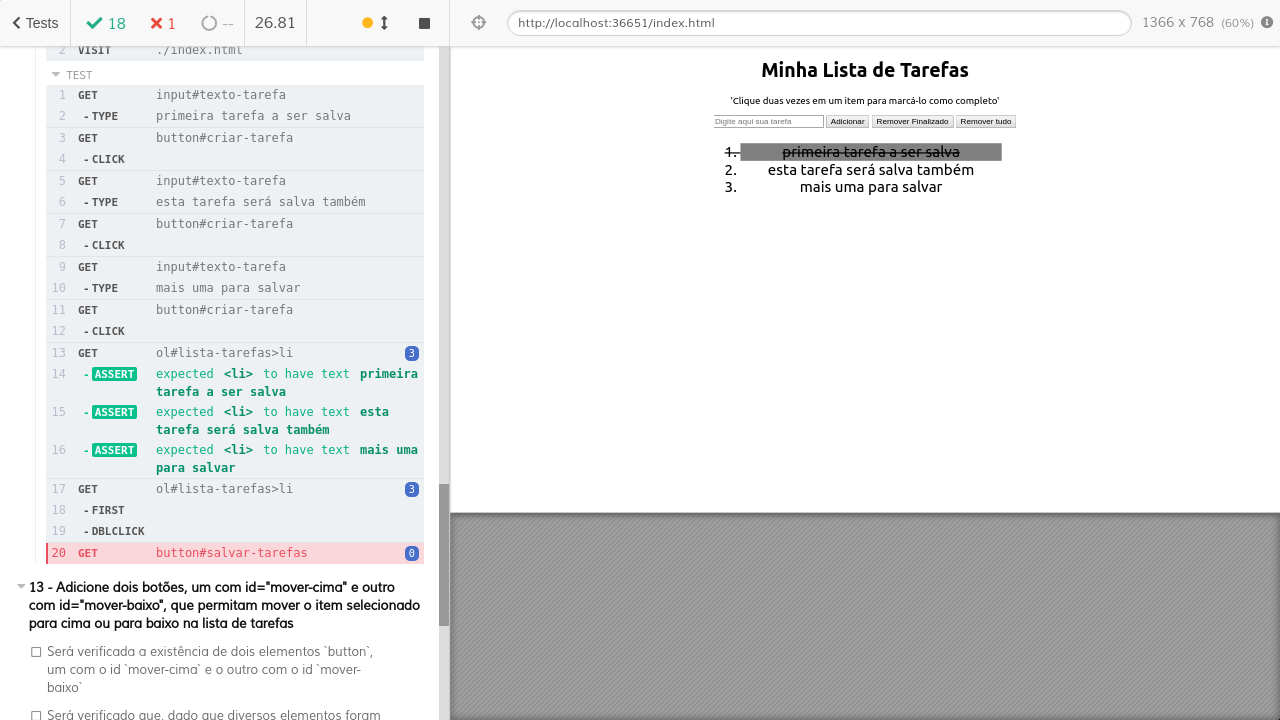 Tests 18 1 -- 26.81
http://localhost:36651/index.html 1366 x 768 (60%)
2 VISIT ./index.html
TEST
1 GET input#texto-tarefa
2 -TYPE primeira tarefa a ser salva
3 GET button#criar-tarefa
4 -CLICK
5 GET input#texto-tarefa
6 -TYPE esta tarefa será salva também
7 GET button#criar-tarefa
8 -CLICK
9 GET input#texto-tarefa
10 -TYPE mais uma para salvar
11 GET button#criar-tarefa
12 -CLICK
13 GET ol#lista-tarefas>li 3
14 -ASSERT expected <li> to have text primeira
tarefa a ser salva
15 -ASSERT expected <li> to have text esta
tarefa será salva também
16 -ASSERT expected <li> to have text mais uma
para salvar
17 GET ol#lista-tarefas>li 3
18 -FIRST
19 -DBLCLICK
20 GET button#salvar-tarefas 0
13 - Adicione dois botões, um com id="mover-cima" e outro
com id="mover-baixo", que permitam mover o item selecionado
para cima ou para baixo na lista de tarefas
Será verificada a existência de dois elementos `button`,
um com o id `mover-cima` e o outro com o id `mover-
baixo`
Será verificado que, dado que diversos elementos foram
Minha Lista de Tarefas
'Clique duas vezes em um item para marcá-lo como completo'
Digite aqui sua tarefa Adicionar Remover Finalizado Remover tudo
1. primeira tarefa a ser salva
2. esta tarefa será salva também
3. mais uma para salvar